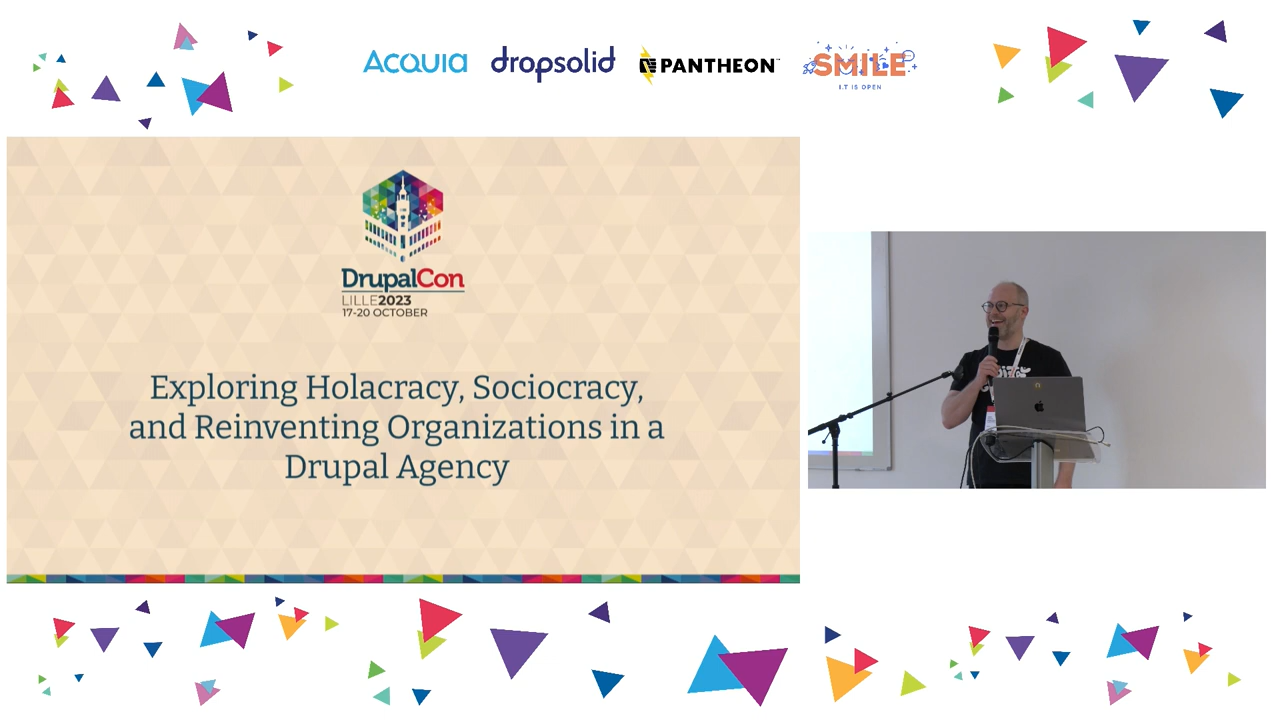 Acquia
dropsolid
PANTHEON
SMILE
I.T IS OPEN
DrupalCon
LILLE2023
17-20 OCTOBER
Exploring Holacracy, Sociocracy,
and Reinventing Organizations in a
Drupal Agency